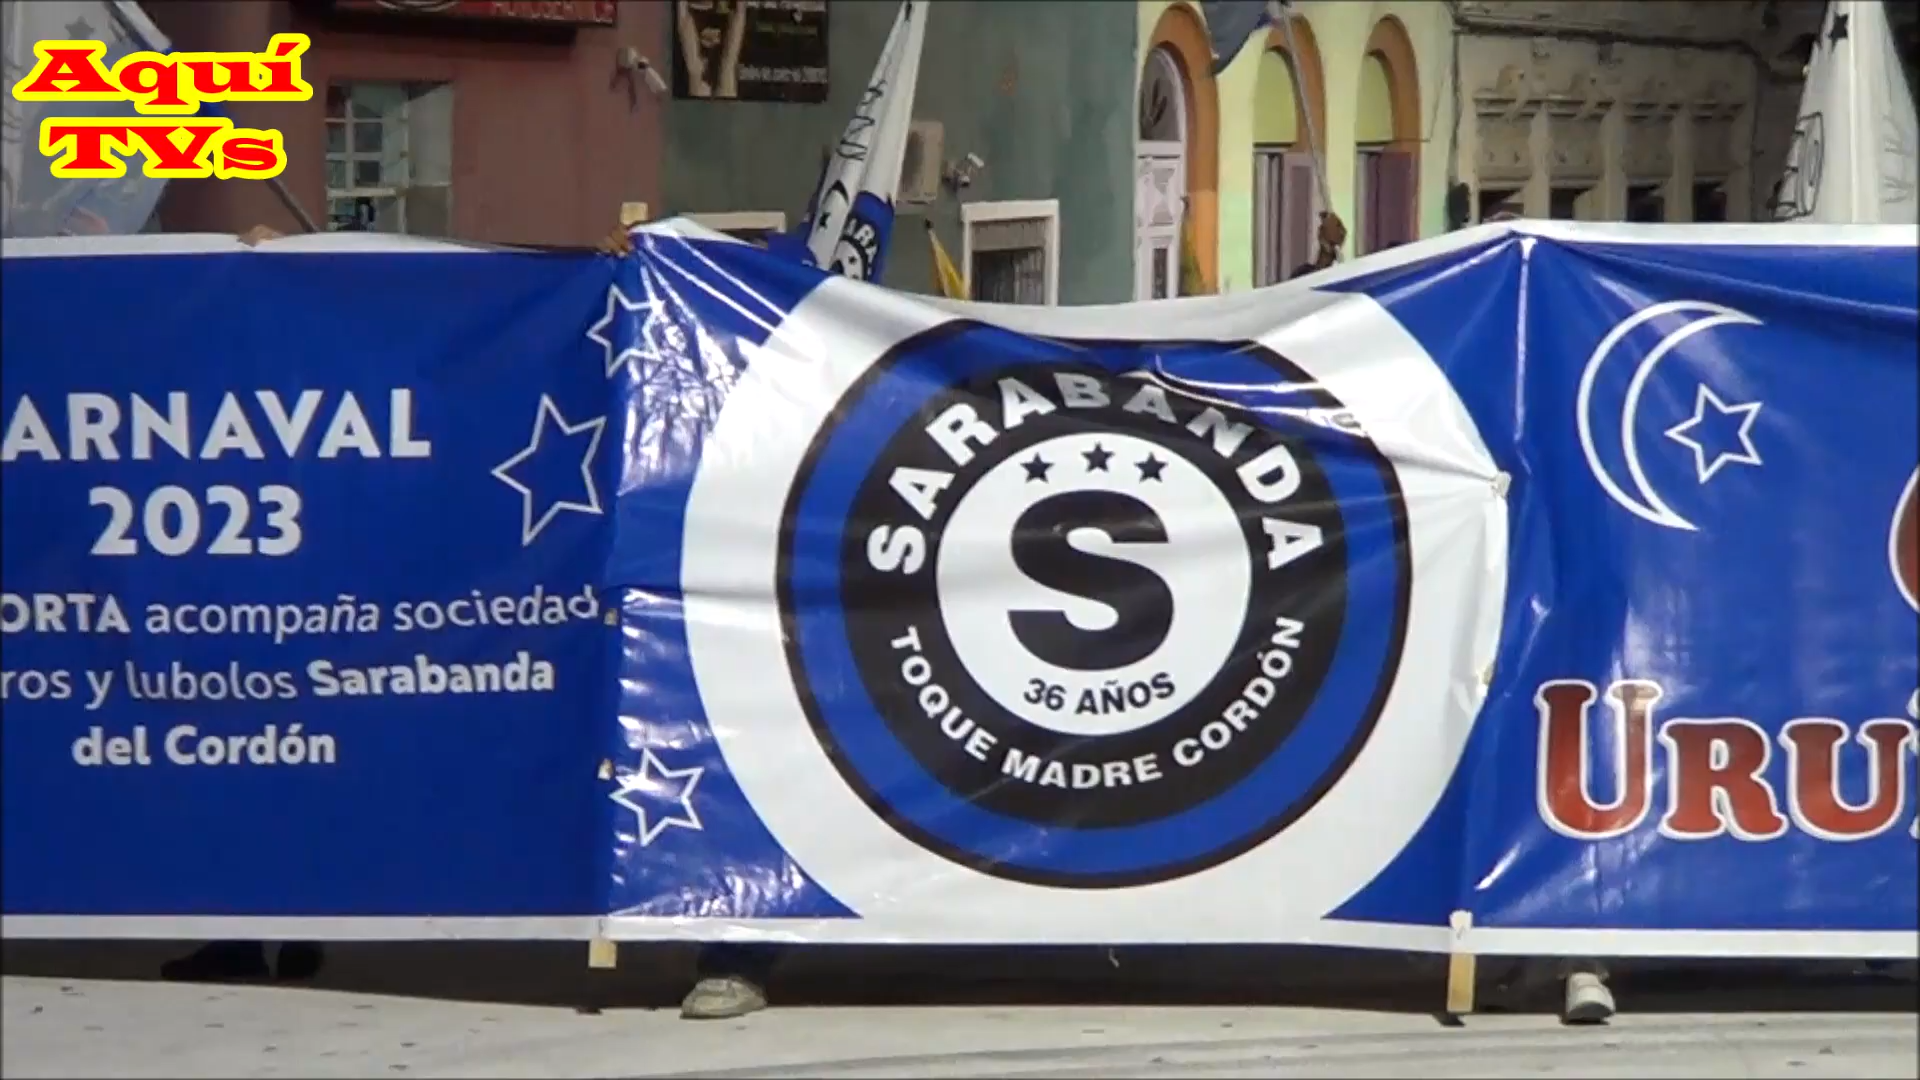 Aquí
TVs
ARNAVAL
2023
ORTA acompaña sociedad
ros y lubolos Sarabanda
del Cordón
SARABANDA
S
36 AÑOS
TOQUE MADRE CORDÓN
URU